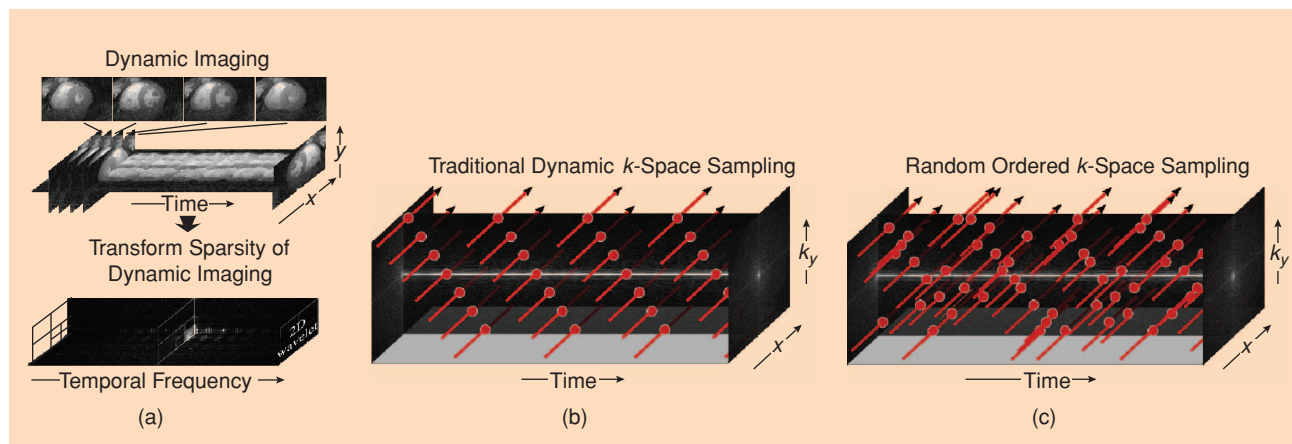 Dynamic Imaging
y
x
Time
Transform Sparsity of
Dynamic Imaging
2D
wavelet
Temporal Frequency
(a)
Traditional Dynamic k-Space Sampling
ky
x
Time
(b)
Random Ordered k-Space Sampling
ky
x
Time
(c)